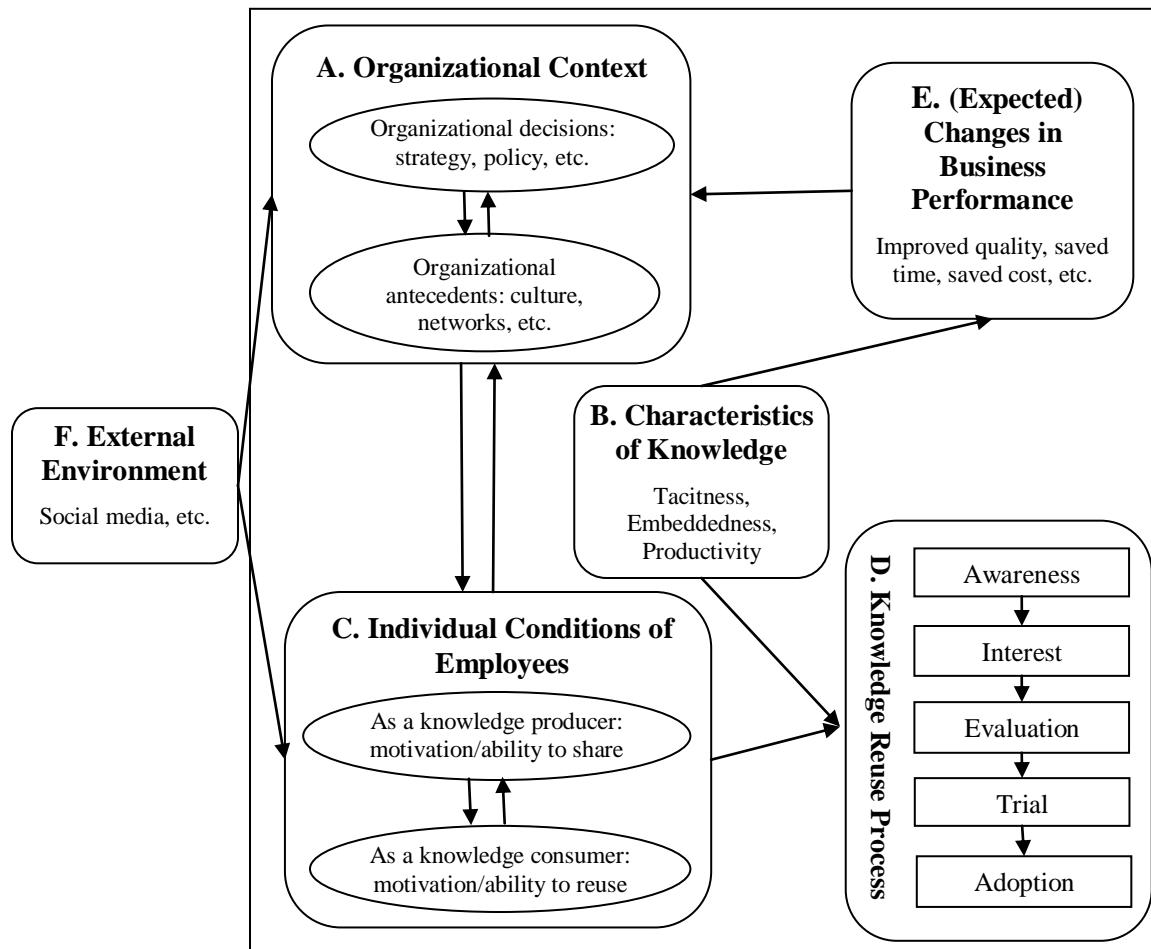 A. Organizational Context
Organizational decisions:
strategy, policy, etc.
Organizational
antecedents: culture,
networks, etc.
E. (Expected)
Changes in
Business
Performance
Improved quality, saved
time, saved cost, etc.
F. External
Environment
Social media, etc.
B. Characteristics
of Knowledge
Tacitness,
Embeddedness,
Productivity
C. Individual Conditions of
Employees
As a knowledge producer:
motivation/ability to share
As a knowledge consumer:
motivation/ability to reuse
D. Knowledge Reuse Process
Awareness
Interest
Evaluation
Trial
Adoption